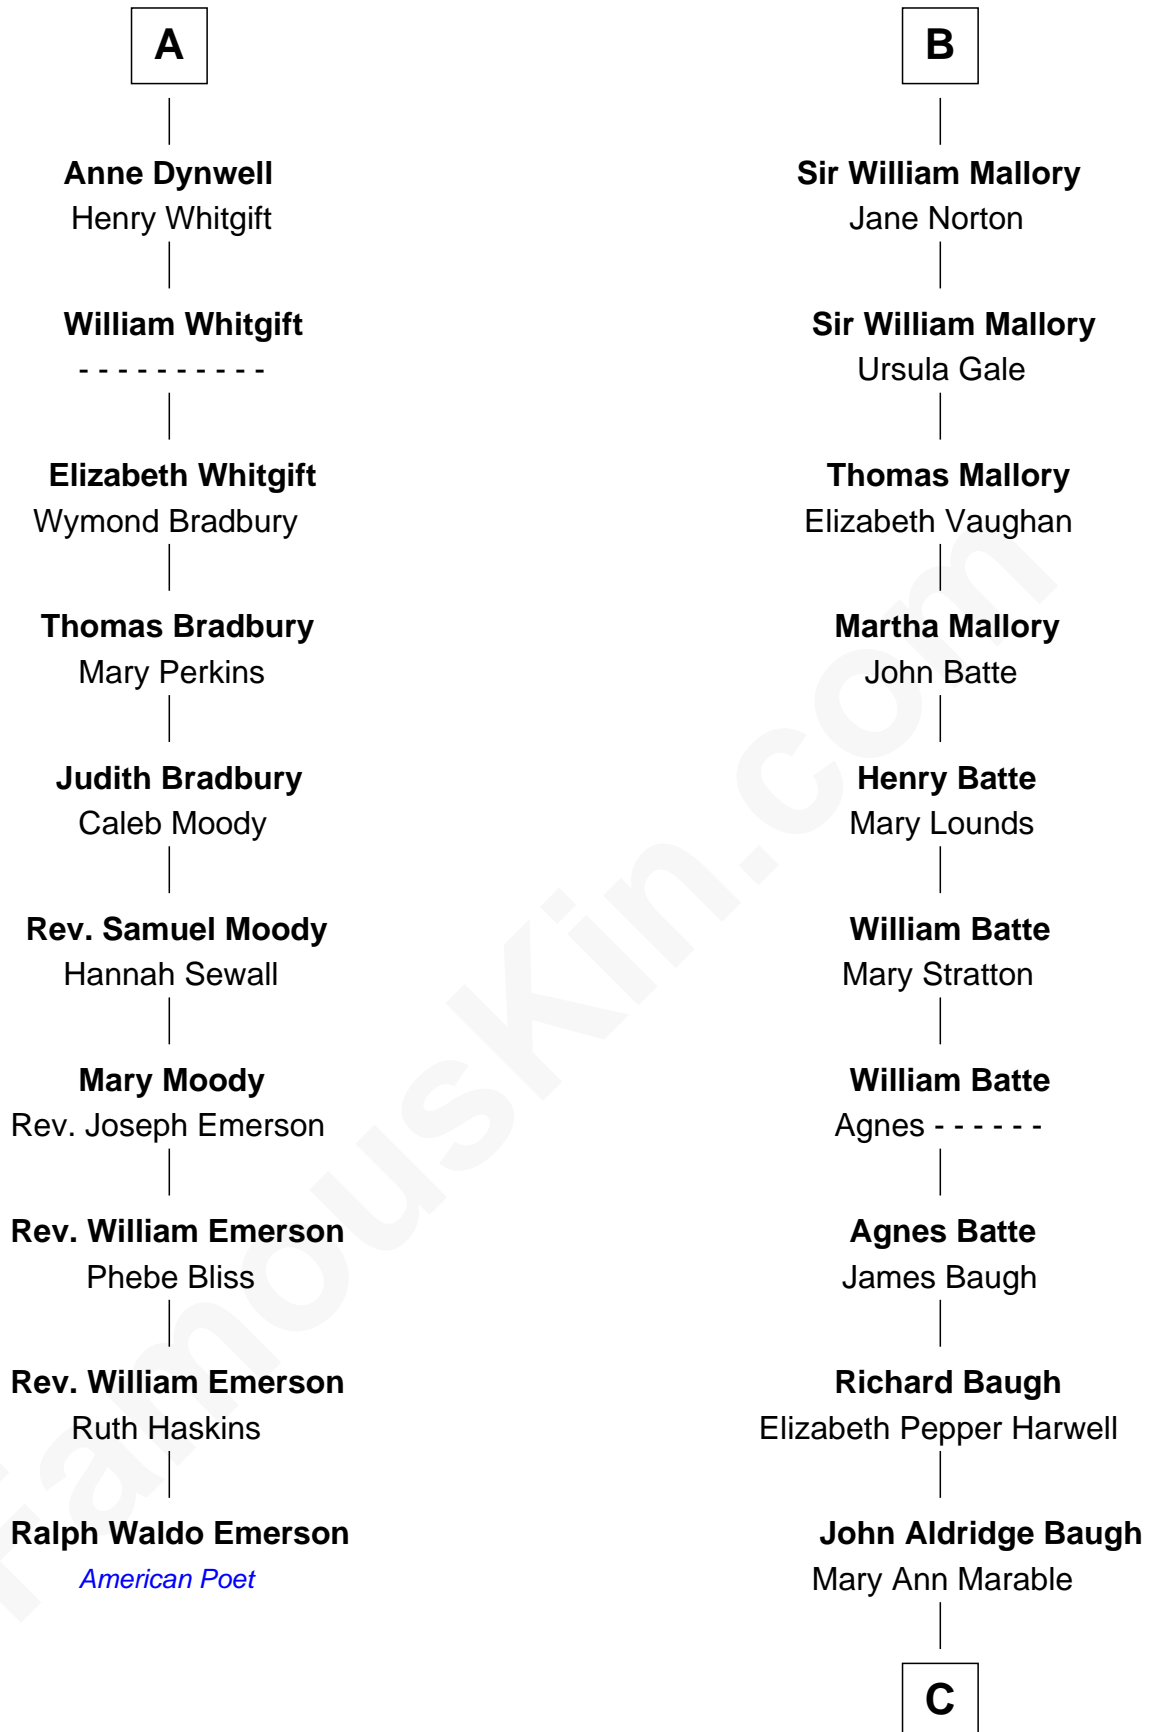 A
Anne Dynwell
Henry Whitgift
William Whitgift
- - - - - - - - - -
Elizabeth Whitgift
Wymond Bradbury
Thomas Bradbury
Mary Perkins
Judith Bradbury
Caleb Moody
Rev. Samuel Moody
Hannah Sewall
Mary Moody
Rev. Joseph Emerson
Rev. William Emerson
Phebe Bliss
Rev. William Emerson
Ruth Haskins
Ralph Waldo Emerson
American Poet
B
Sir William Mallory
Jane Norton
Sir William Mallory
Ursula Gale
Thomas Mallory
Elizabeth Vaughan
Martha Mallory
John Batte
Henry Batte
Mary Lounds
William Batte
Mary Stratton
William Batte
Agnes - - - - - -
Agnes Batte
James Baugh
Richard Baugh
Elizabeth Pepper Harwell
John Aldridge Baugh
Mary Ann Marable
C
FamousKin.com